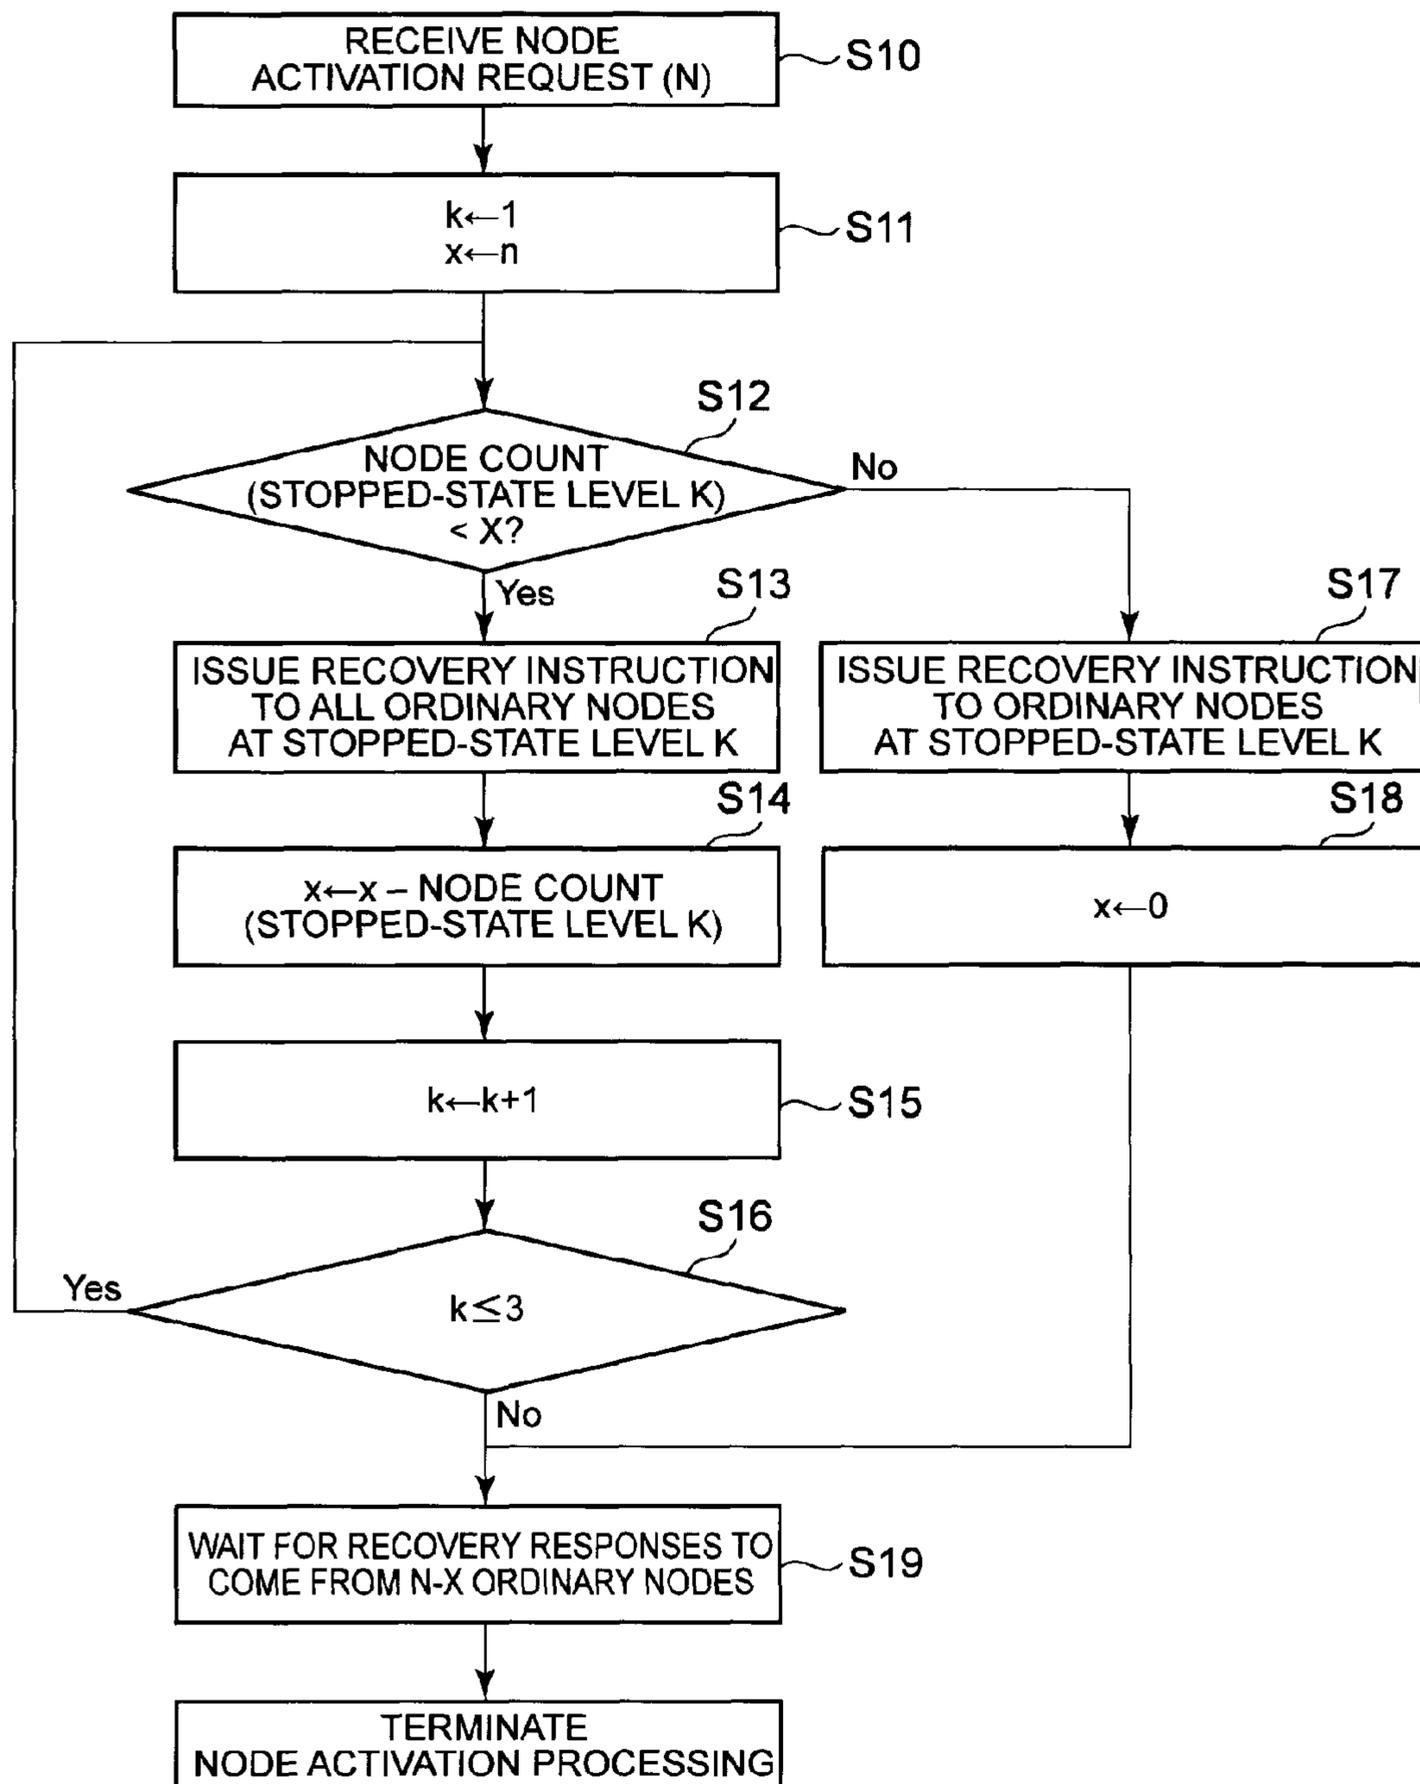 RECEIVE NODE
ACTIVATION REQUEST (N)
S10
k←1
x←n
S11
S12
NODE COUNT
(STOPPED-STATE LEVEL K)
< X?
No
Yes
S13
ISSUE RECOVERY INSTRUCTION
TO ALL ORDINARY NODES
AT STOPPED-STATE LEVEL K
S17
ISSUE RECOVERY INSTRUCTION
TO ORDINARY NODES
AT STOPPED-STATE LEVEL K
S14
x←x – NODE COUNT
(STOPPED-STATE LEVEL K)
S18
x←0
k←k+1
S15
S16
Yes
k≦3
No
WAIT FOR RECOVERY RESPONSES TO
COME FROM N-X ORDINARY NODES
S19
TERMINATE
NODE ACTIVATION PROCESSING